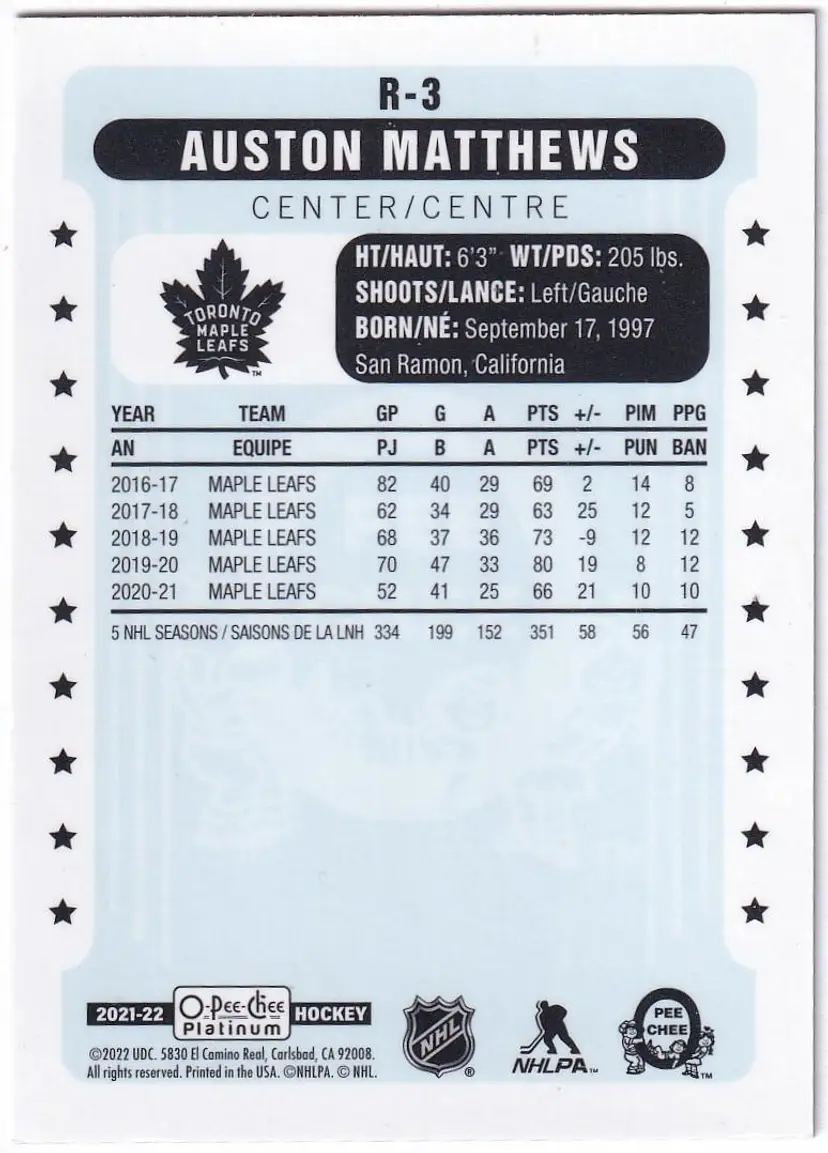 R-3
AUSTON MATTHEWS
CENTER/CENTRE
TORONTO
MAPLE
LEAFS
TM
HT/HAUT: 6'3" WT/PDS: 205 lbs.
SHOOTS/LANCE: Left/Gauche
BORN/NÉ: September 17, 1997
San Ramon, California
YEAR TEAM GP G A PTS +/- PIM PPG
AN EQUIPE PJ B A PTS +/- PUN BAN
2016-17 MAPLE LEAFS 82 40 29 69 2 14 8
2017-18 MAPLE LEAFS 62 34 29 63 25 12 5
2018-19 MAPLE LEAFS 68 37 36 73 -9 12 12
2019-20 MAPLE LEAFS 70 47 33 80 19 8 12
2020-21 MAPLE LEAFS 52 41 25 66 21 10 10
5 NHL SEASONS / SAISONS DE LA LNH 334 199 152 351 58 56 47
2021-22 O-Pee-Chee Platinum HOCKEY
©2022 UDC. 5830 El Camino Real, Carlsbad, CA 92008.
All rights reserved. Printed in the USA. ©NHLPA. © NHL.
NHL ®
NHLPA TM
PEE
CHEE
TM